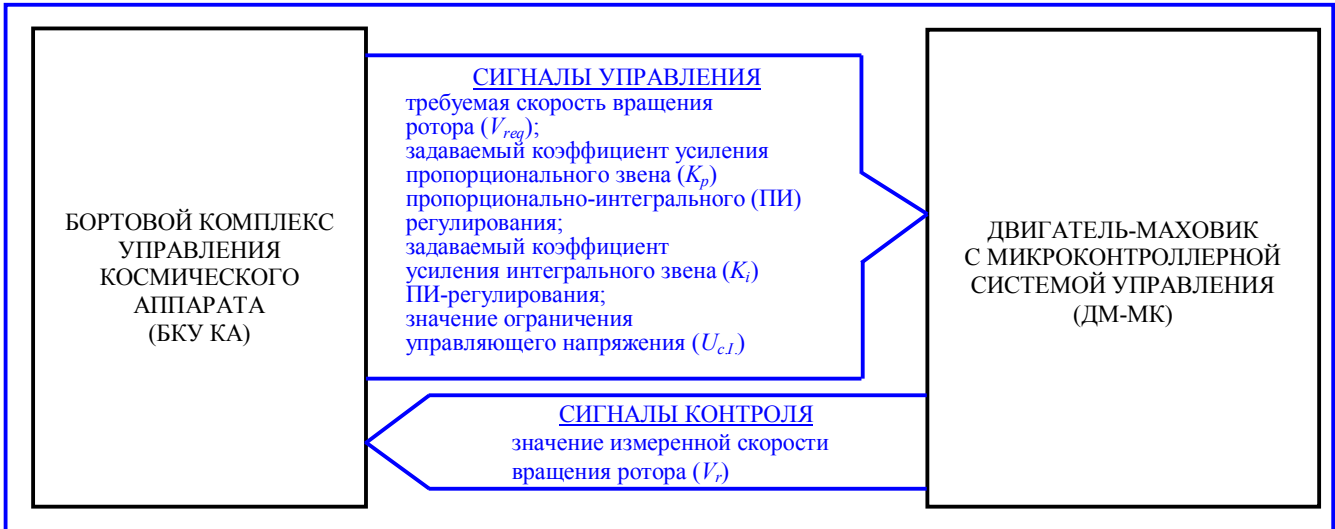 БОРТОВОЙ КОМПЛЕКС
УПРАВЛЕНИЯ
КОСМИЧЕСКОГО
АППАРАТА
(БКУ КА)
СИГНАЛЫ УПРАВЛЕНИЯ
требуемая скорость вращения
ротора (Vreq);
задаваемый коэффициент усиления
пропорционального звена (Kp)
пропорционально-интегрального (ПИ)
регулирования;
задаваемый коэффициент
усиления интегрального звена (Ki)
ПИ-регулирования;
значение ограничения
управляющего напряжения (Uc.l.)
СИГНАЛЫ КОНТРОЛЯ
значение измеренной скорости
вращения ротора (Vr)
ДВИГАТЕЛЬ-МАХОВИК
С МИКРОКОНТРОЛЛЕРНОЙ
СИСТЕМОЙ УПРАВЛЕНИЯ
(ДМ-МК)